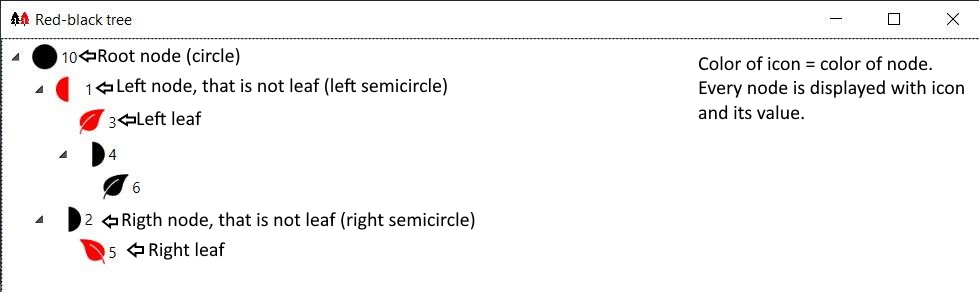 Red-black tree
10 Root node (circle)
1 Left node, that is not leaf (left semicircle)
3 Left leaf
4
6
2 Rigth node, that is not leaf (right semicircle)
5 Right leaf
Color of icon = color of node.
Every node is displayed with icon
and its value.